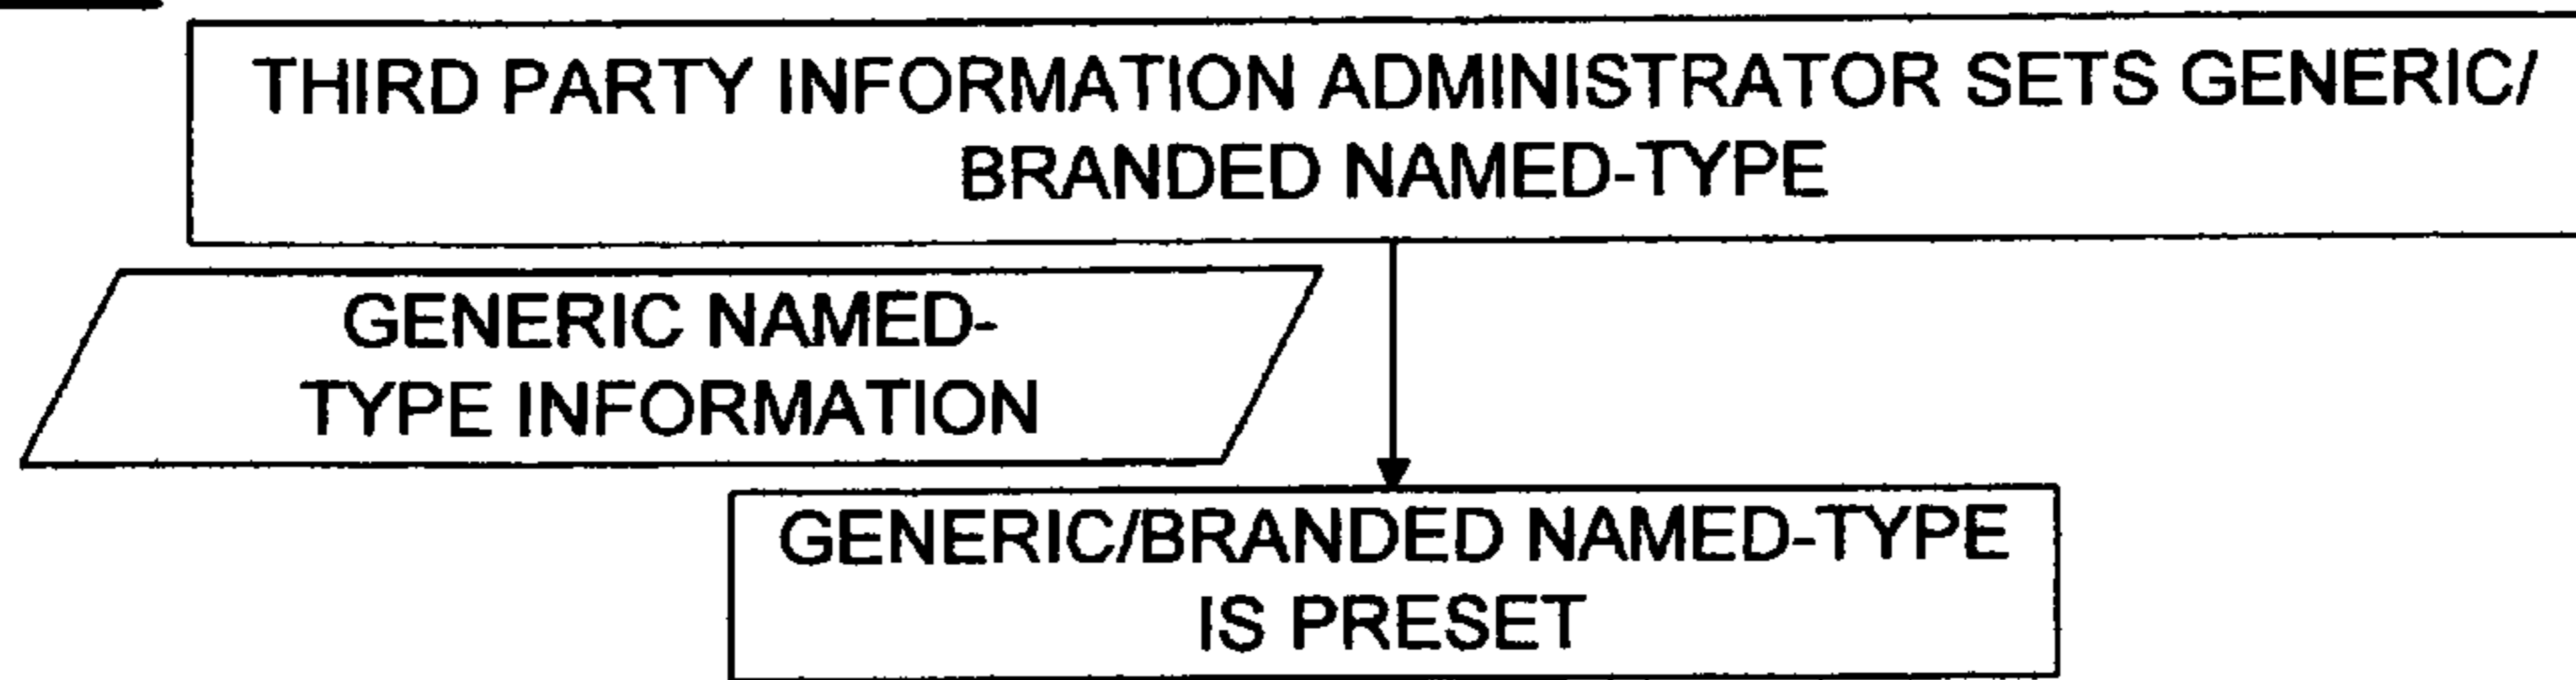 THIRD PARTY INFORMATION ADMINISTRATOR SETS GENERIC/
BRANDED NAMED-TYPE
GENERIC NAMED-
TYPE INFORMATION
GENERIC/BRANDED NAMED-TYPE
IS PRESET